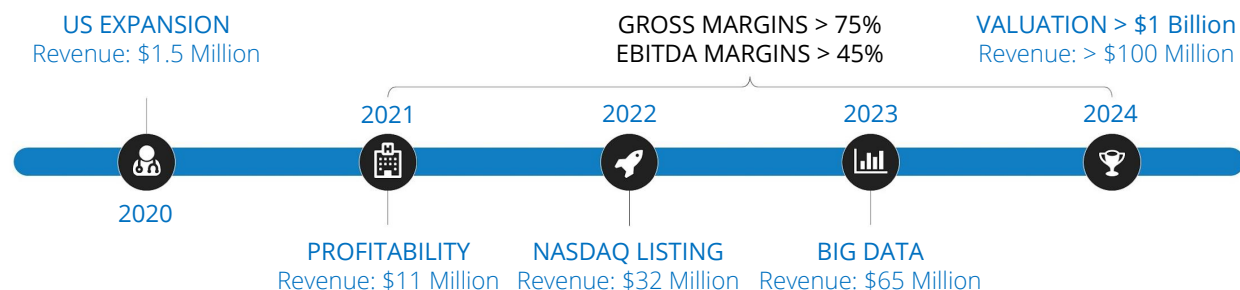 US EXPANSION
Revenue: $1.5 Million
GROSS MARGINS > 75%
EBITDA MARGINS > 45%
VALUATION > $1 Billion
Revenue: > $100 Million
2021
2022
2023
2024
2020
PROFITABILITY
Revenue: $11 Million
NASDAQ LISTING
Revenue: $32 Million
BIG DATA
Revenue: $65 Million